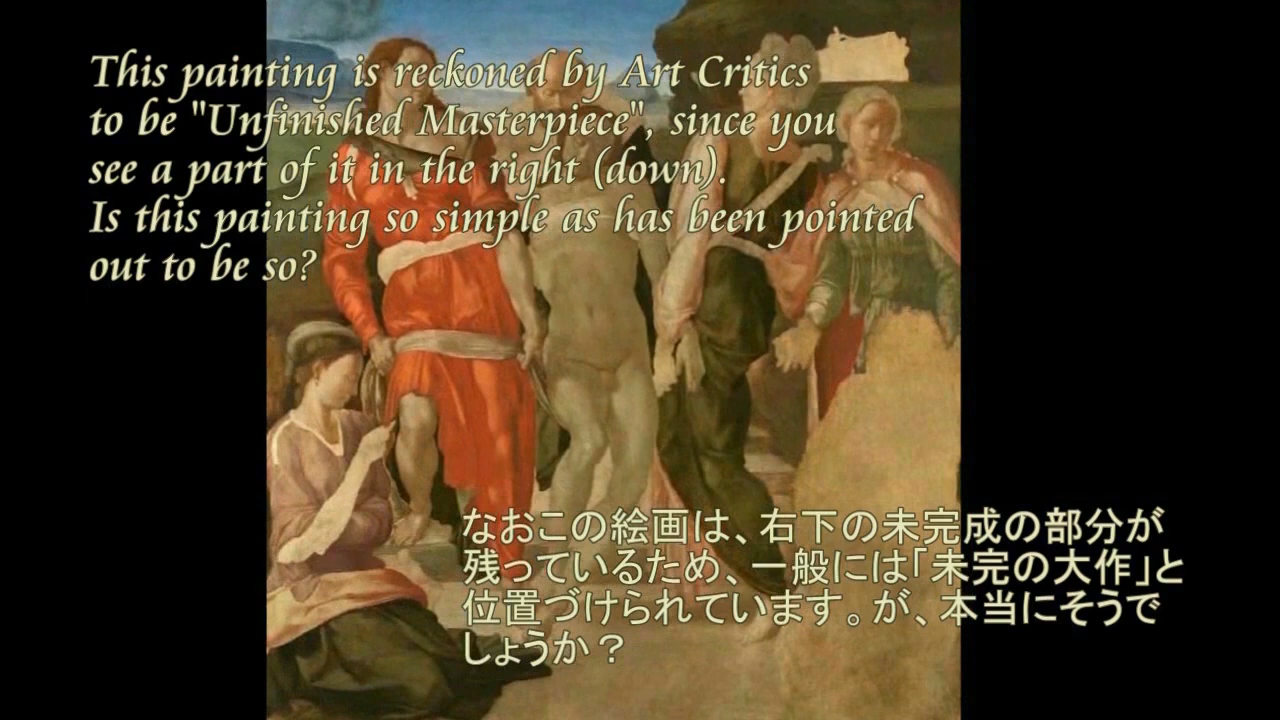 This painting is reckoned by Art Critics
to be "Unfinished Masterpiece", since you
see a part of it in the right (down).
Is this painting so simple as has been pointed
out to be so?
なおこの絵画は、右下の未完成の部分が
残っているため、一般には「未完の大作」と
位置づけられています。が、本当にそうで
しょうか？